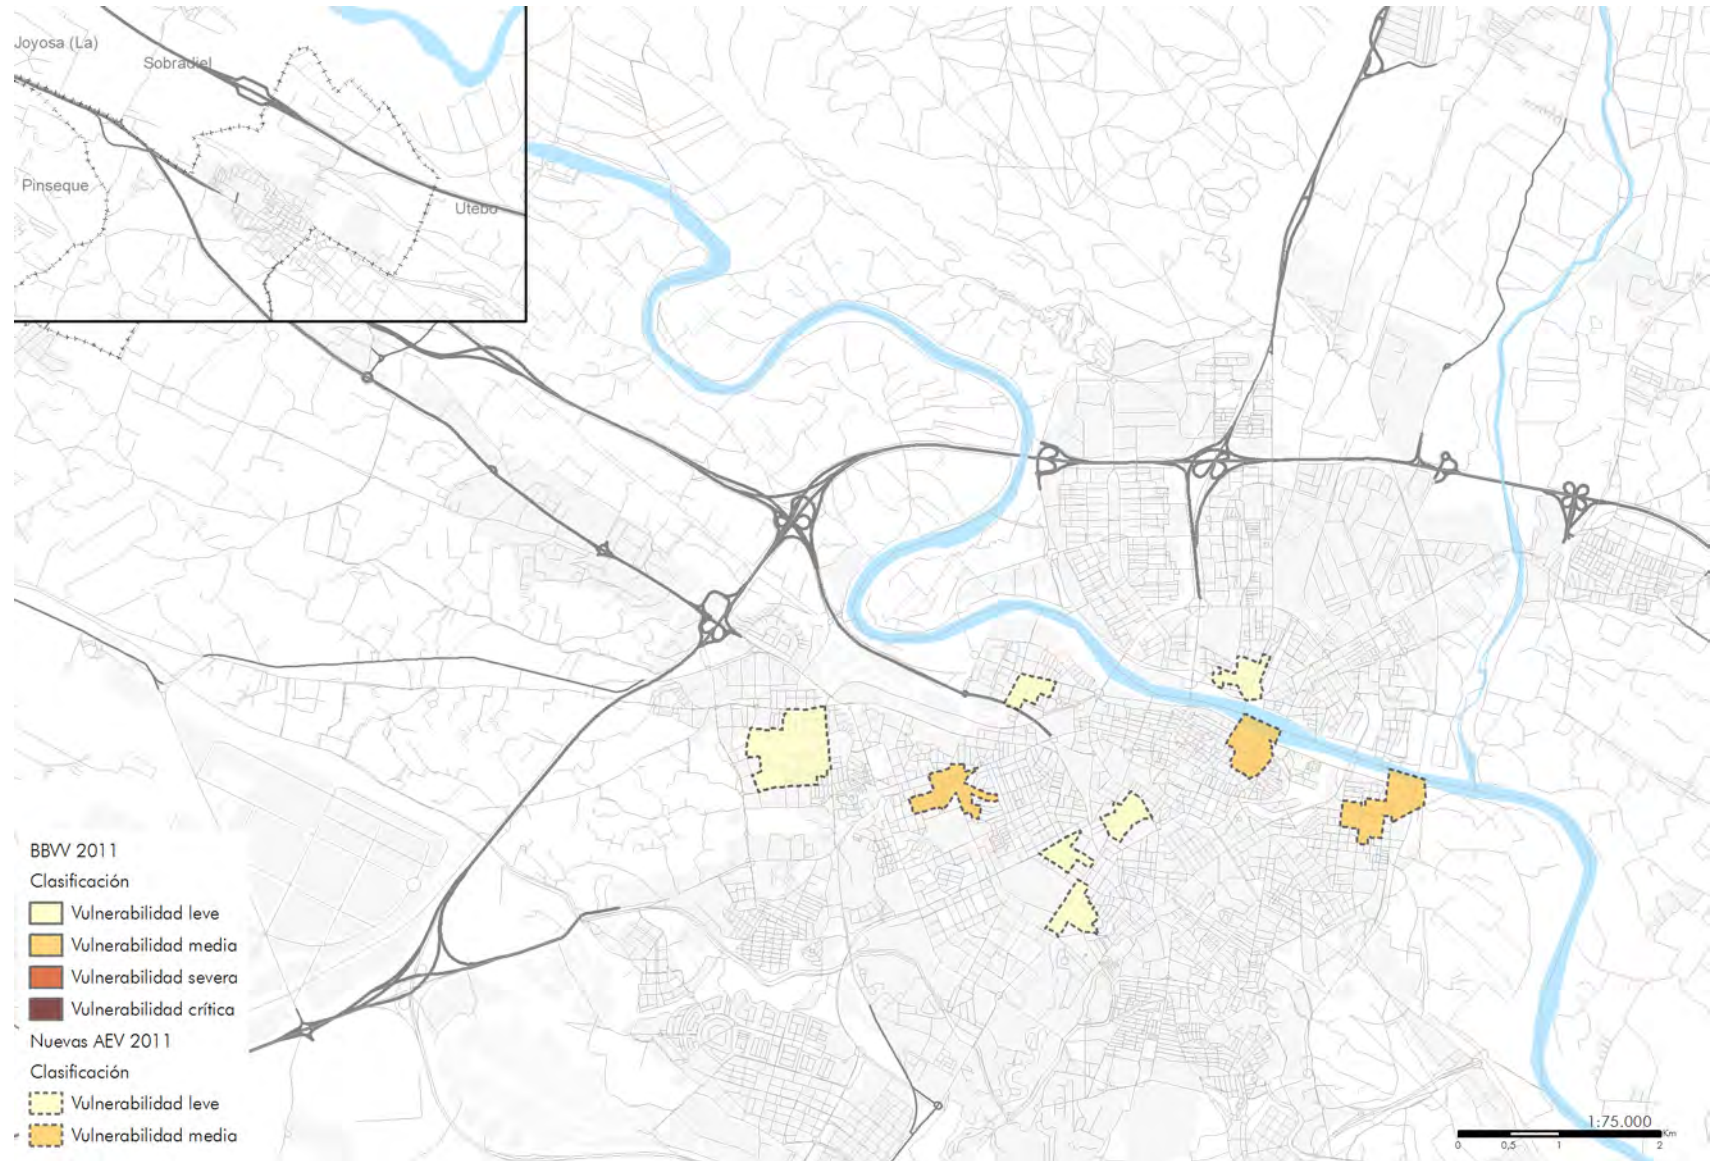 Joyosa (La)
Sobradiel
Pinseque
Utebo
BBVV 2011
Clasificación
Vulnerabilidad leve
Vulnerabilidad media
Vulnerabilidad severa
Vulnerabilidad crítica
Nuevas AEV 2011
Clasificación
Vulnerabilidad leve
Vulnerabilidad media
1:75.000
Km
0 0,5 1 2